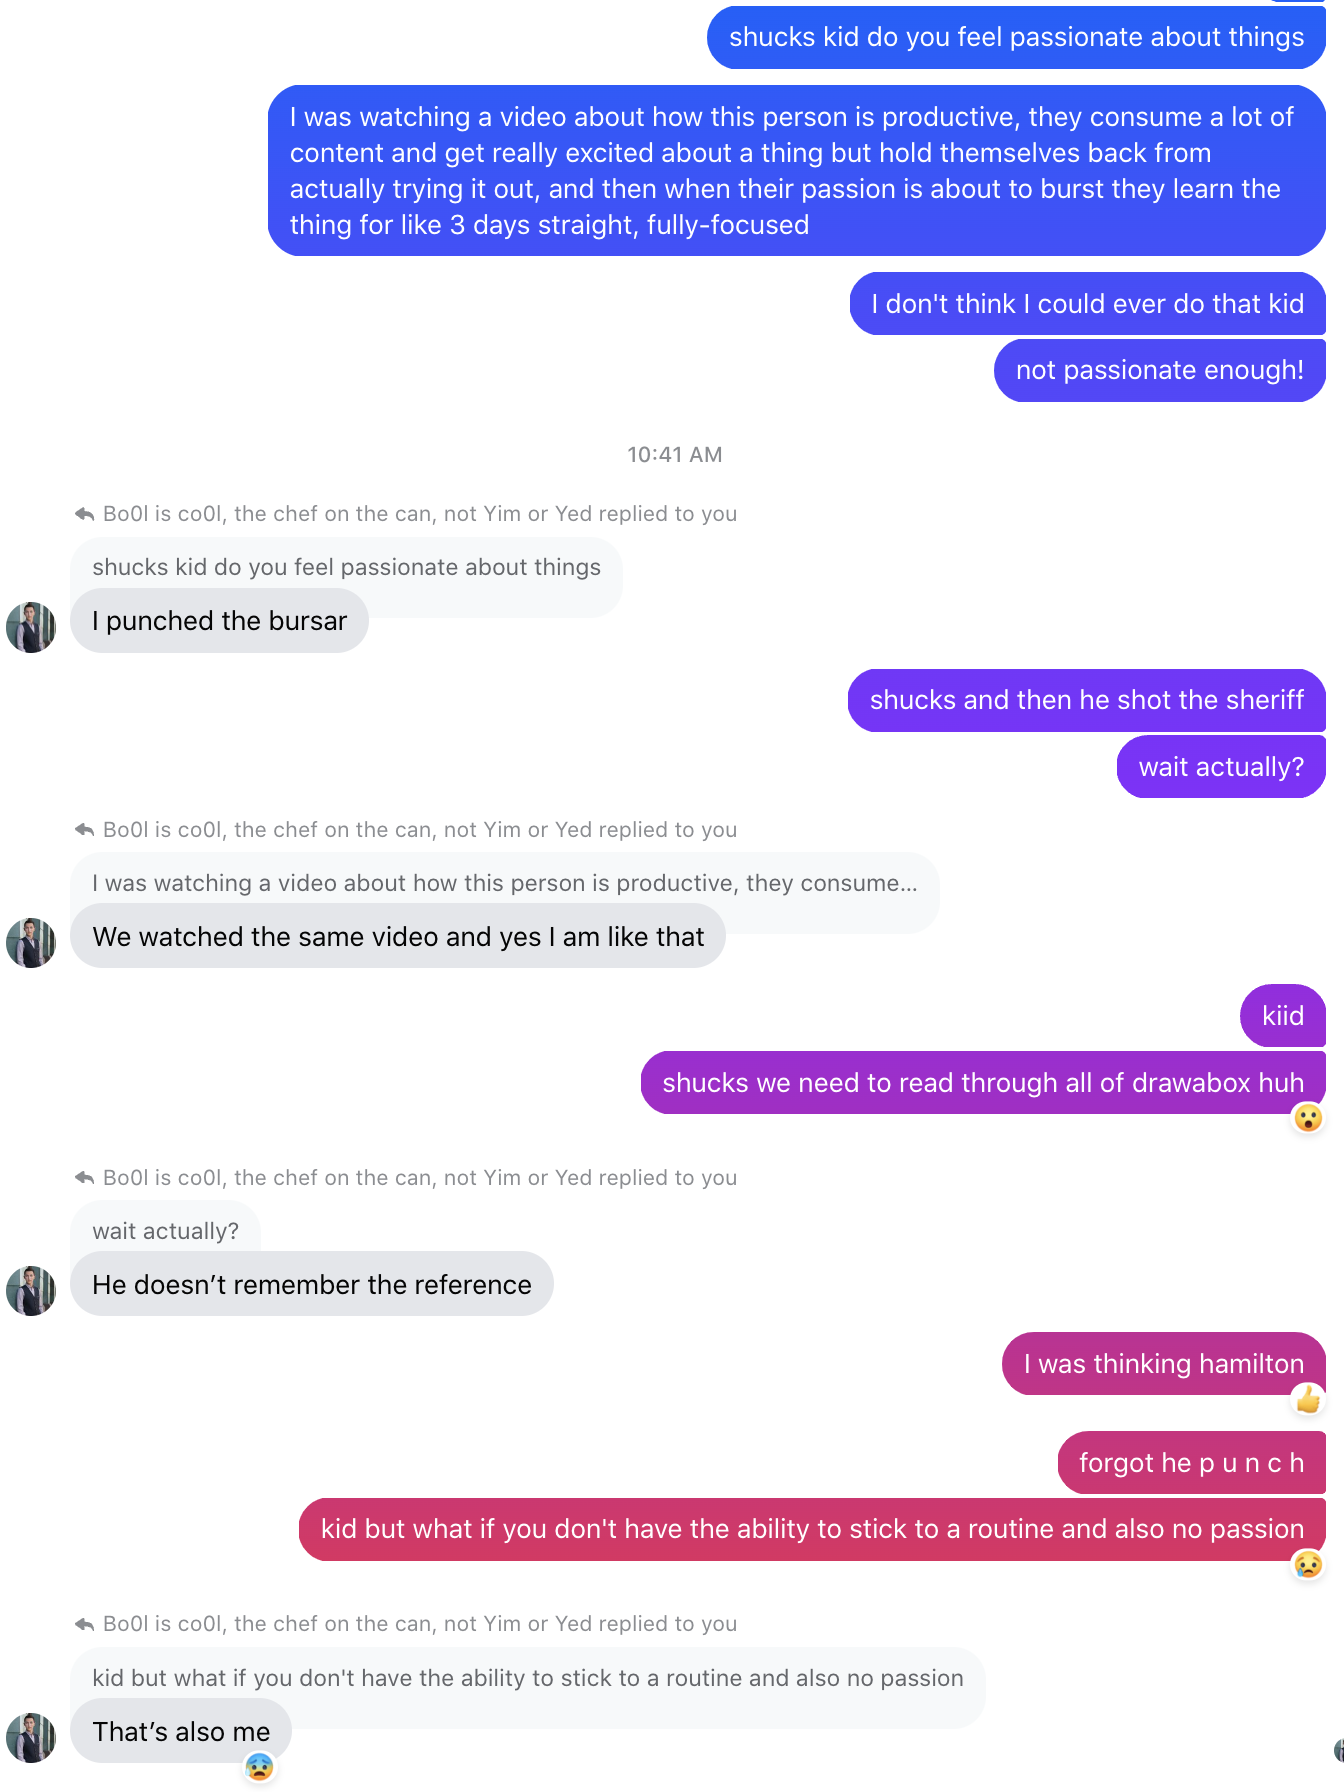 shucks kid do you feel passionate about things
I was watching a video about how this person is productive, they consume a lot of
content and get really excited about a thing but hold themselves back from
actually trying it out, and then when their passion is about to burst they learn the
thing for like 3 days straight, fully-focused
I don't think I could ever do that kid
not passionate enough!
10:41 AM
Bo0l is co0l, the chef on the can, not Yim or Yed replied to you
shucks kid do you feel passionate about things
I punched the bursar
shucks and then he shot the sheriff
wait actually?
Bo0l is co0l, the chef on the can, not Yim or Yed replied to you
I was watching a video about how this person is productive, they consume...
We watched the same video and yes I am like that
kiid
shucks we need to read through all of drawabox huh
Bo0l is co0l, the chef on the can, not Yim or Yed replied to you
wait actually?
He doesn’t remember the reference
I was thinking hamilton
forgot he p u n c h
kid but what if you don't have the ability to stick to a routine and also no passion
Bo0l is co0l, the chef on the can, not Yim or Yed replied to you
kid but what if you don't have the ability to stick to a routine and also no passion
That’s also me